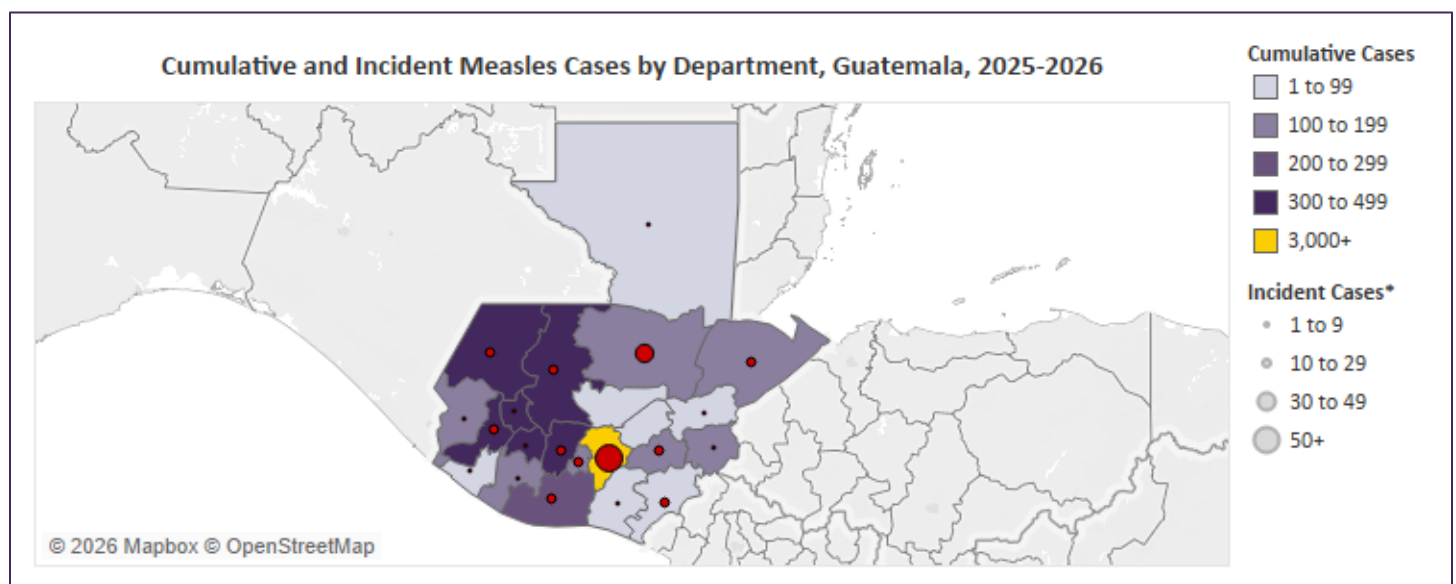 Cumulative and Incident Measles Cases by Department, Guatemala, 2025-2026
Cumulative Cases
1 to 99
100 to 199
200 to 299
300 to 499
3,000+
Incident Cases*
1 to 9
10 to 29
30 to 49
50+
© 2026 Mapbox © OpenStreetMap